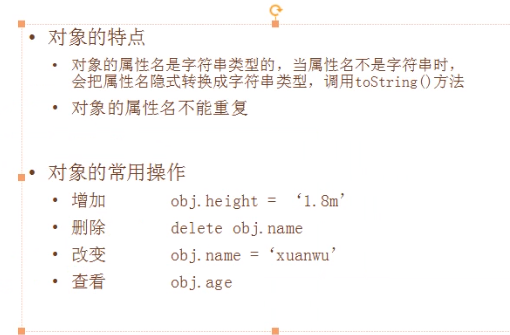 • 对象的特点
• 对象的属性名是字符串类型的，当属性名不是字符串时，
会把属性名隐式转换成字符串类型，调用toString()方法
• 对象的属性名不能重复
• 对象的常用操作
• 增加 obj.height = ‘1.8m’
• 删除 delete obj.name
• 改变 obj.name =‘xuanwu’
• 查看 obj.age